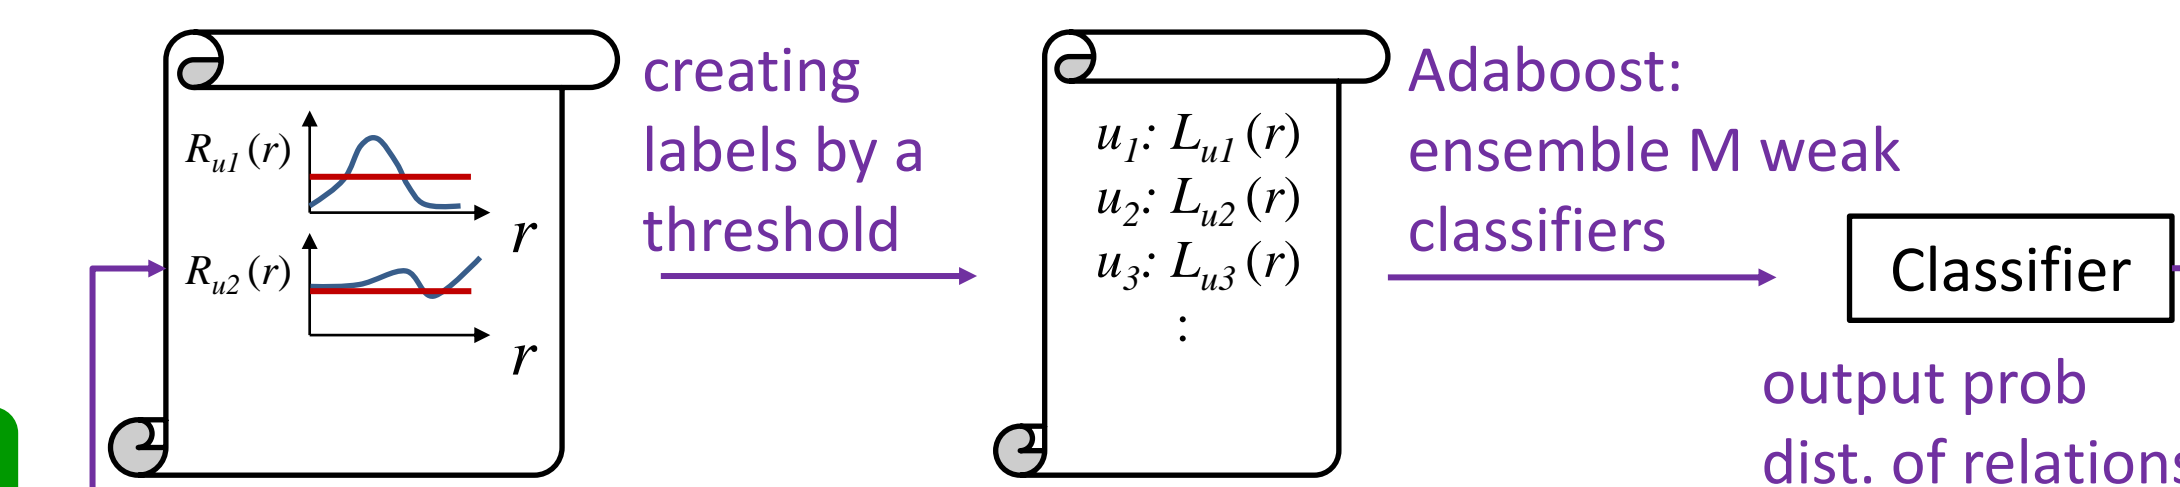 R_{u1} (r)
r
R_{u2} (r)
r
creating
labels by a
threshold
u_1: L_{u1} (r)
u_2: L_{u2} (r)
u_3: L_{u3} (r)
:
Adaboost:
ensemble M weak
classifiers
Classifier
output prob
dist. of relations